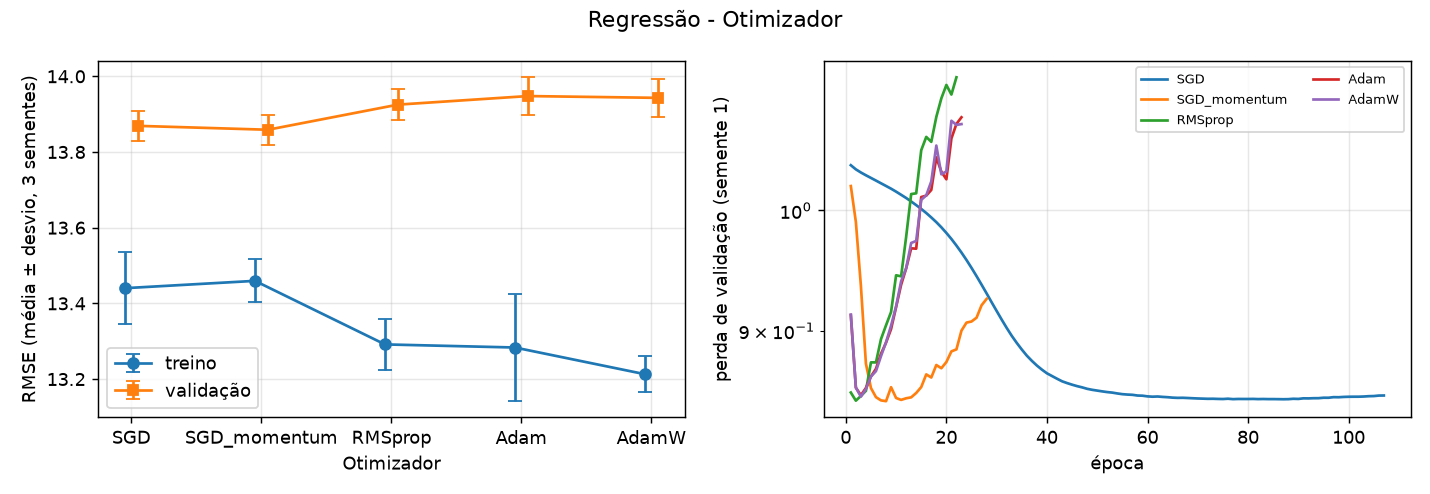 Regressão - Otimizador
RMSE (média ± desvio, 3 sementes)
14.0
13.8
13.6
13.4
13.2
treino
validação
SGD SGD_momentum RMSprop Adam AdamW
Otimizador
perda de validação (semente 1)
10⁰
9 × 10⁻¹
SGD
SGD_momentum
RMSprop
Adam
AdamW
0 20 40 60 80 100
época